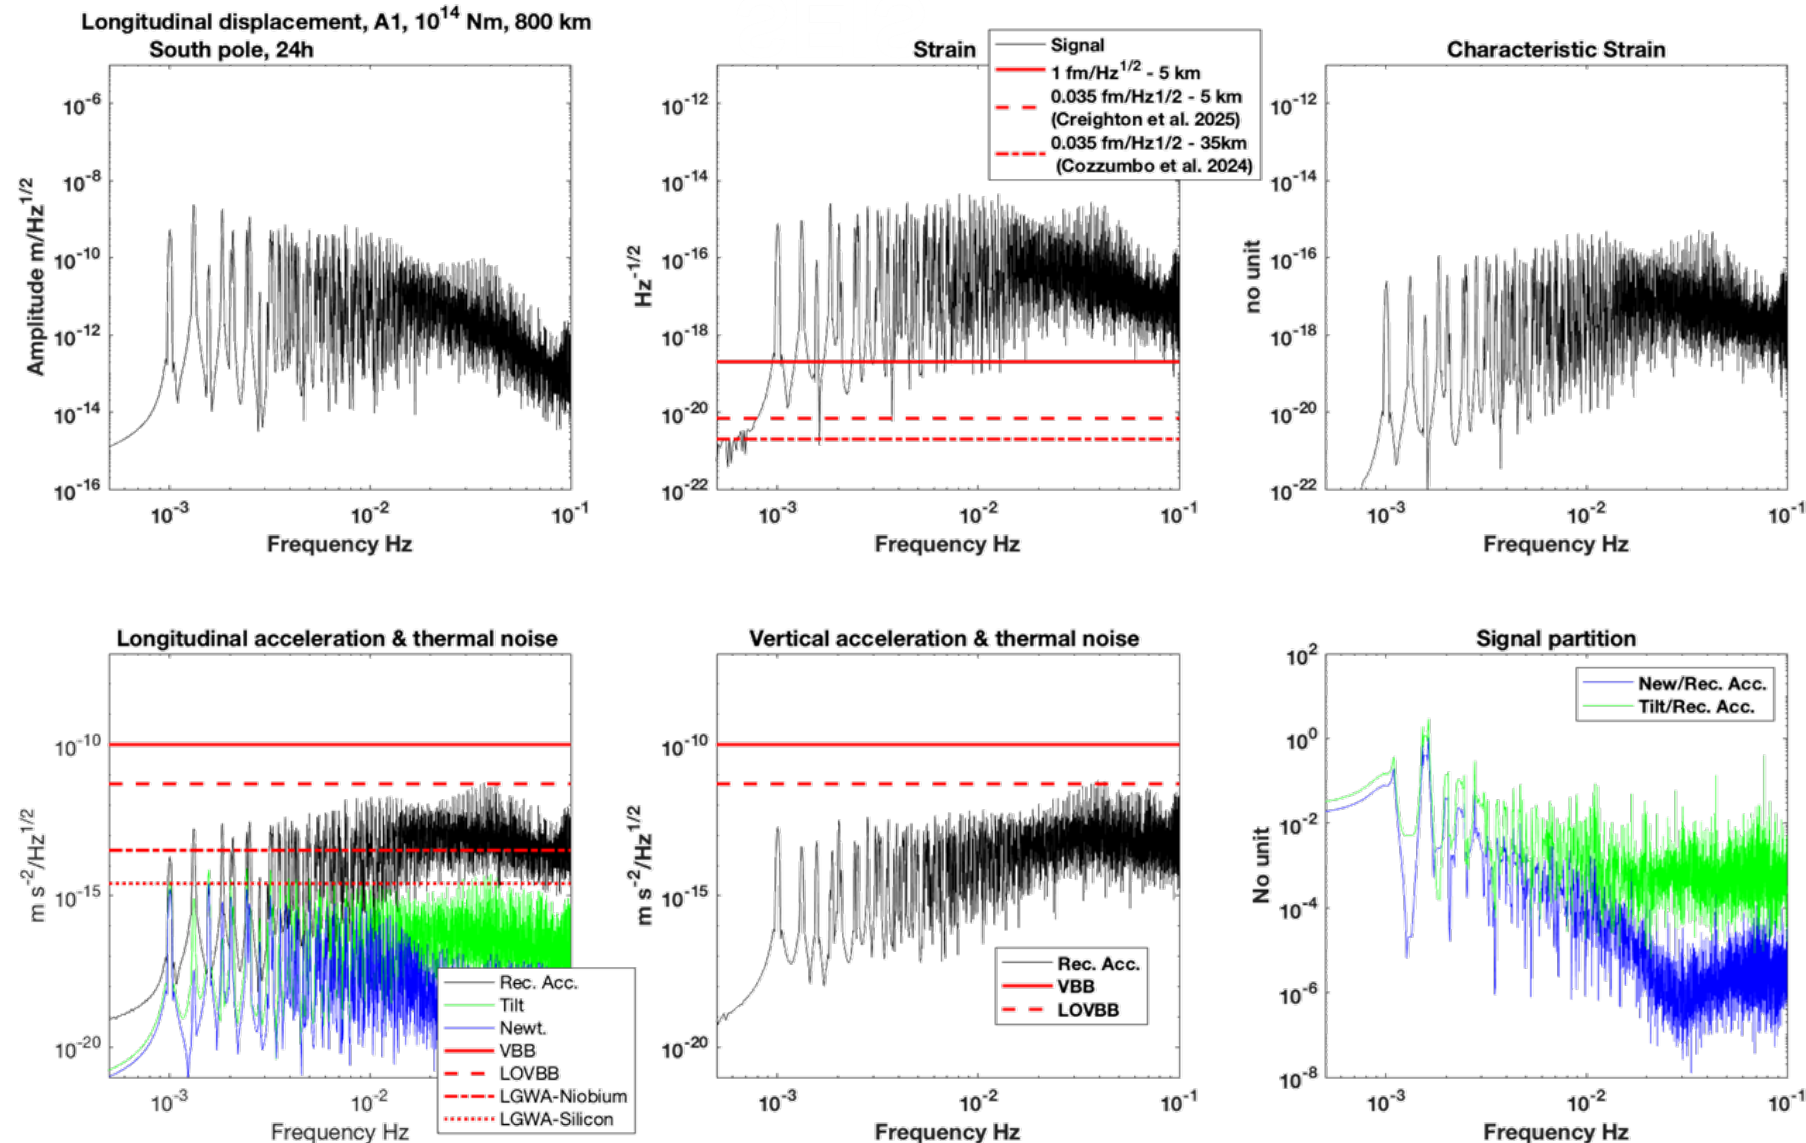 Longitudinal displacement, A1, 10^14 Nm, 800 km
South pole, 24h
10^-6
10^-8
10^-10
10^-12
10^-14
10^-16
Amplitude m/Hz^1/2
10^-3
10^-2
10^-1
Frequency Hz
Strain
Signal
1 fm/Hz^1/2 - 5 km
0.035 fm/Hz1/2 - 5 km
(Creighton et al. 2025)
0.035 fm/Hz1/2 - 35km
(Cozzumbo et al. 2024)
10^-12
10^-14
10^-16
10^-18
10^-20
10^-22
Hz^-1/2
10^-3
10^-2
10^-1
Frequency Hz
Characteristic Strain
10^-12
10^-14
10^-16
10^-18
10^-20
10^-22
no unit
10^-3
10^-2
10^-1
Frequency Hz
Longitudinal acceleration & thermal noise
10^-10
10^-15
10^-20
m s^-2/Hz^1/2
Rec. Acc.
Tilt
Newt.
VBB
LOVBB
LGWA-Niobium
LGWA-Silicon
10^-3
10^-2
Frequency Hz
Vertical acceleration & thermal noise
10^-10
10^-15
10^-20
m s^-2/Hz^1/2
Rec. Acc.
VBB
LOVBB
10^-3
10^-2
10^-1
Frequency Hz
Signal partition
10^2
10^0
10^-2
10^-4
10^-6
10^-8
No unit
New/Rec. Acc.
Tilt/Rec. Acc.
10^-3
10^-2
10^-1
Frequency Hz